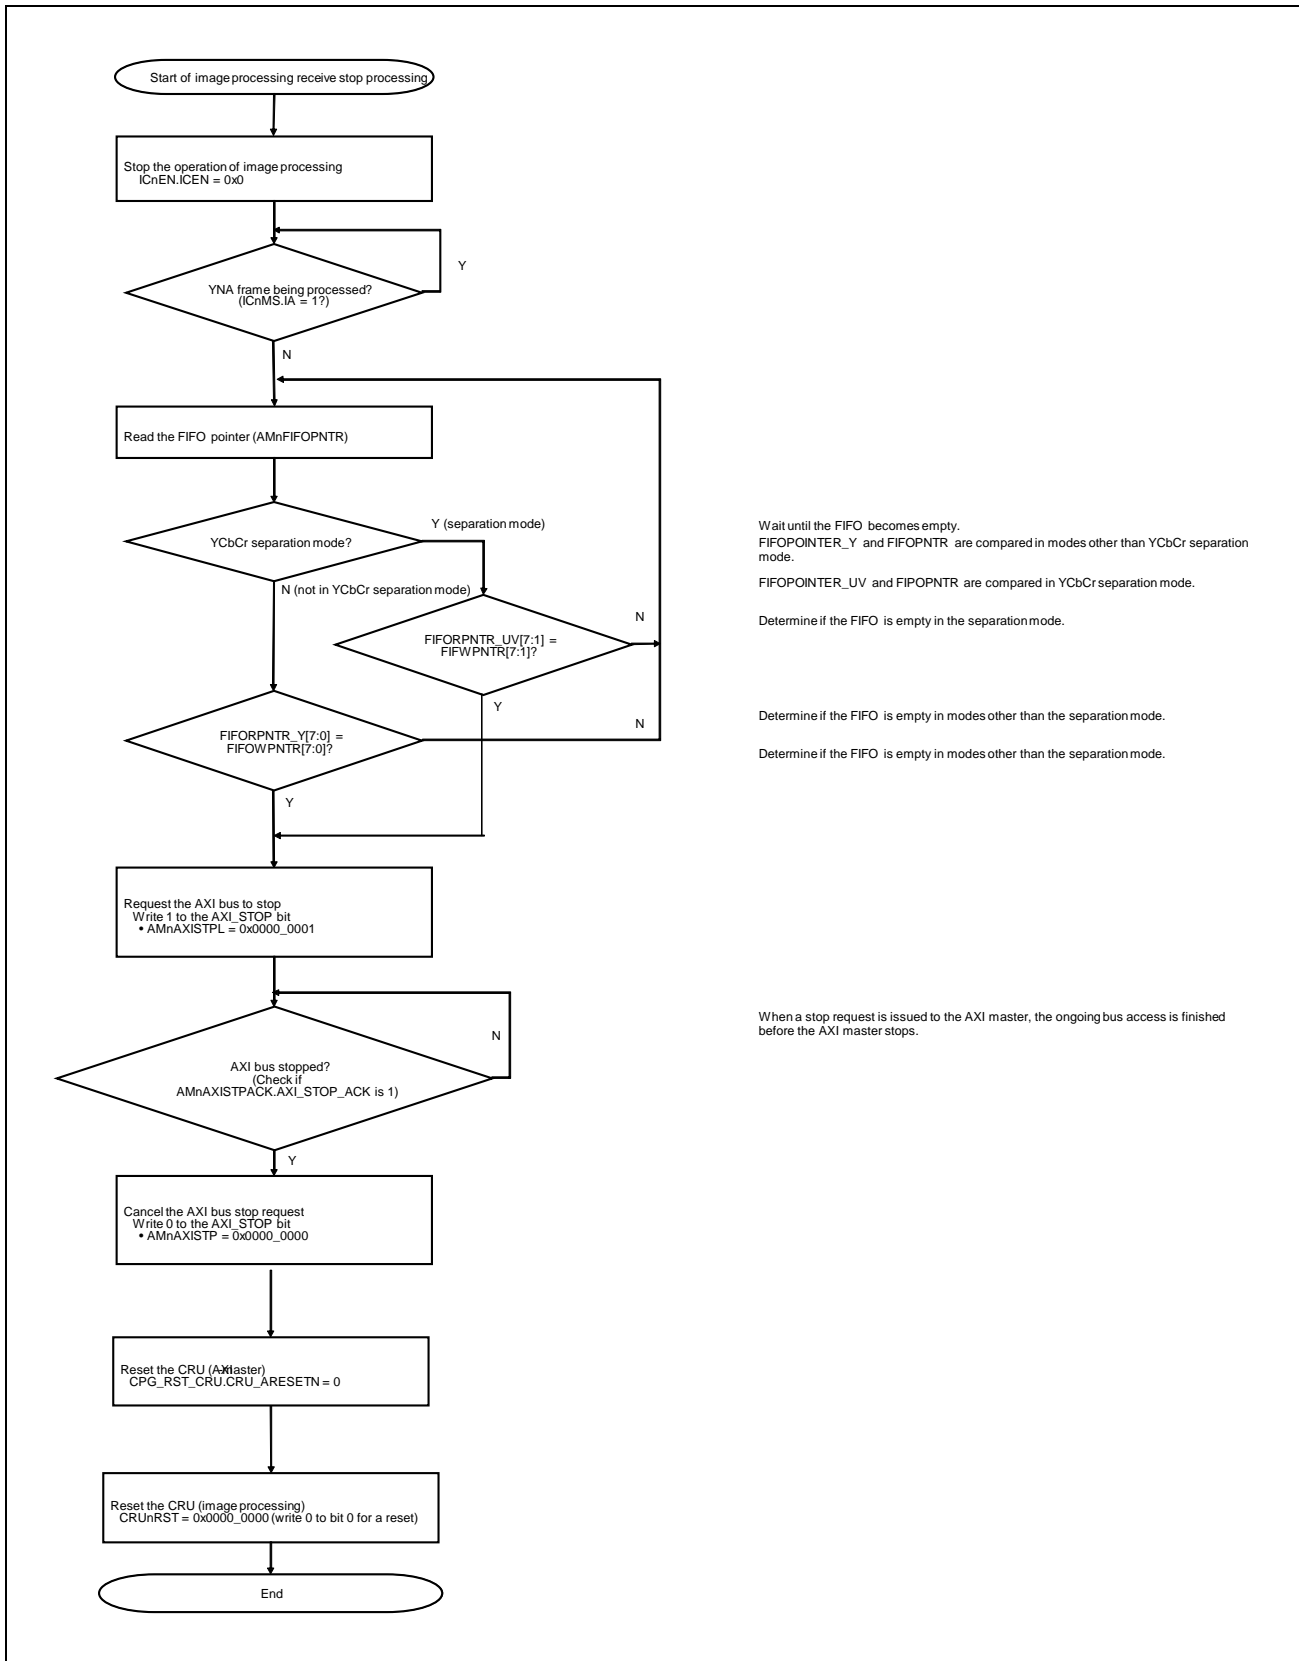 Start of image processing receive stop processing
Stop the operation of image processing
ICnEN.ICEN = 0x0
Y
YNA frame being processed?
(ICnMS.IA = 1?)
N
Read the FIFO pointer (AMnFIFOPNTR)
Y (separation mode)
YCbCr separation mode?
N (not in YCbCr separation mode)
FIFORPNTR_UV[7:1] =
FIFWPNTR[7:1]?
N
Y
FIFORPNTR_Y[7:0] =
FIFOWPNTR[7:0]?
N
Y
Wait until the FIFO becomes empty.
FIFOPOINTER_Y and FIFOPNTR are compared in modes other than YCbCr separation
mode.
FIFOPOINTER_UV and FIPOPNTR are compared in YCbCr separation mode.
Determine if the FIFO is empty in the separation mode.
Determine if the FIFO is empty in modes other than the separation mode.
Determine if the FIFO is empty in modes other than the separation mode.
Request the AXI bus to stop
Write 1 to the AXI_STOP bit
• AMnAXISTPL = 0x0000_0001
N
AXI bus stopped?
(Check if
AMnAXISTPACK.AXI_STOP_ACK is 1)
When a stop request is issued to the AXI master, the ongoing bus access is finished
before the AXI master stops.
Y
Cancel the AXI bus stop request
Write 0 to the AXI_STOP bit
• AMnAXISTP = 0x0000_0000
Reset the CRU (AXI-master)
CPG_RST_CRU.CRU_ARESETN = 0
Reset the CRU (image processing)
CRUnRST = 0x0000_0000 (write 0 to bit 0 for a reset)
End